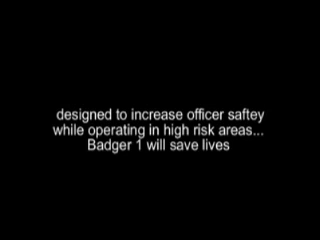 designed to increase officer saftey
while operating in high risk areas...
Badger 1 will save lives